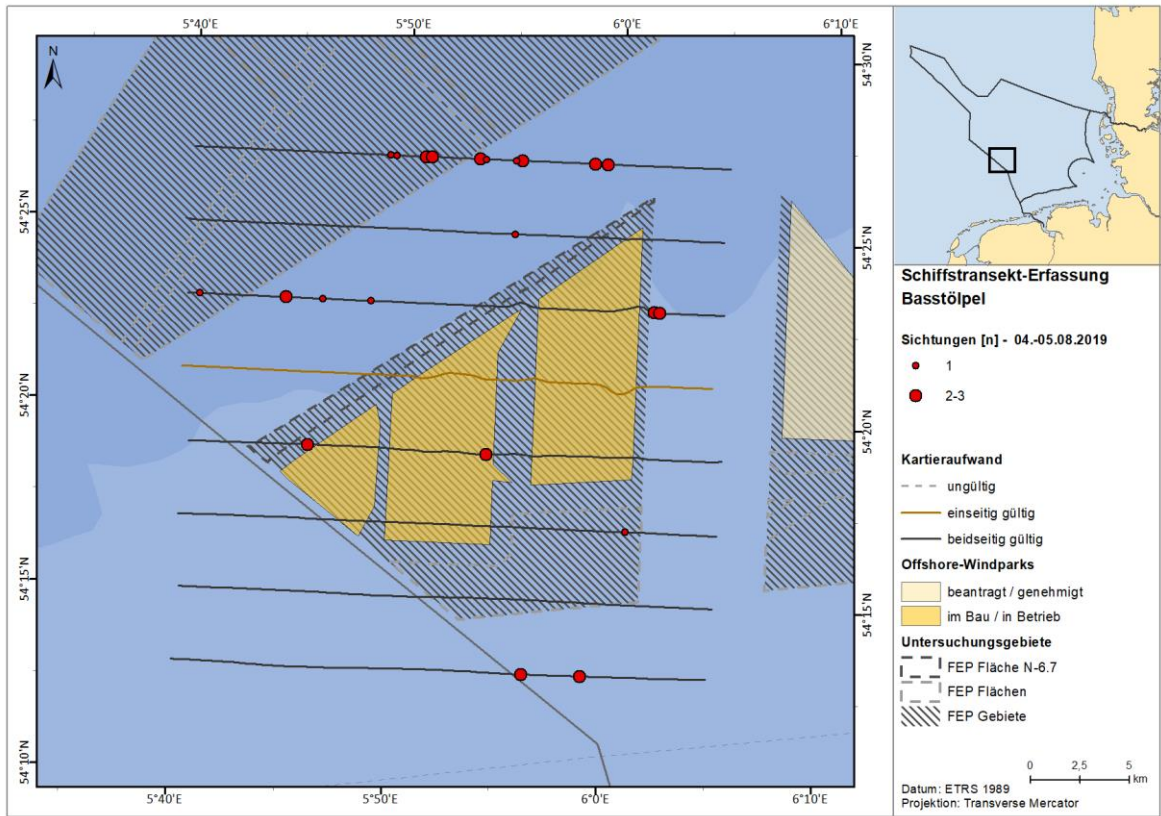 5°40'E 5°50'E 6°0'E 6°10'E
N
54°30'N
54°25'N
54°25'N
54°20'N
54°20'N
54°15'N
54°15'N
54°10'N
5°40'E 5°50'E 6°0'E 6°10'E
Schiffstransekt-Erfassung
Basstölpel
Sichtungen [n] - 04.-05.08.2019
1
2-3
Kartieraufwand
ungültig
einseitig gültig
beidseitig gültig
Offshore-Windparks
beantragt / genehmigt
im Bau / in Betrieb
Untersuchungsgebiete
FEP Fläche N-6.7
FEP Flächen
FEP Gebiete
0 2,5 5
km
Datum: ETRS 1989
Projektion: Transverse Mercator